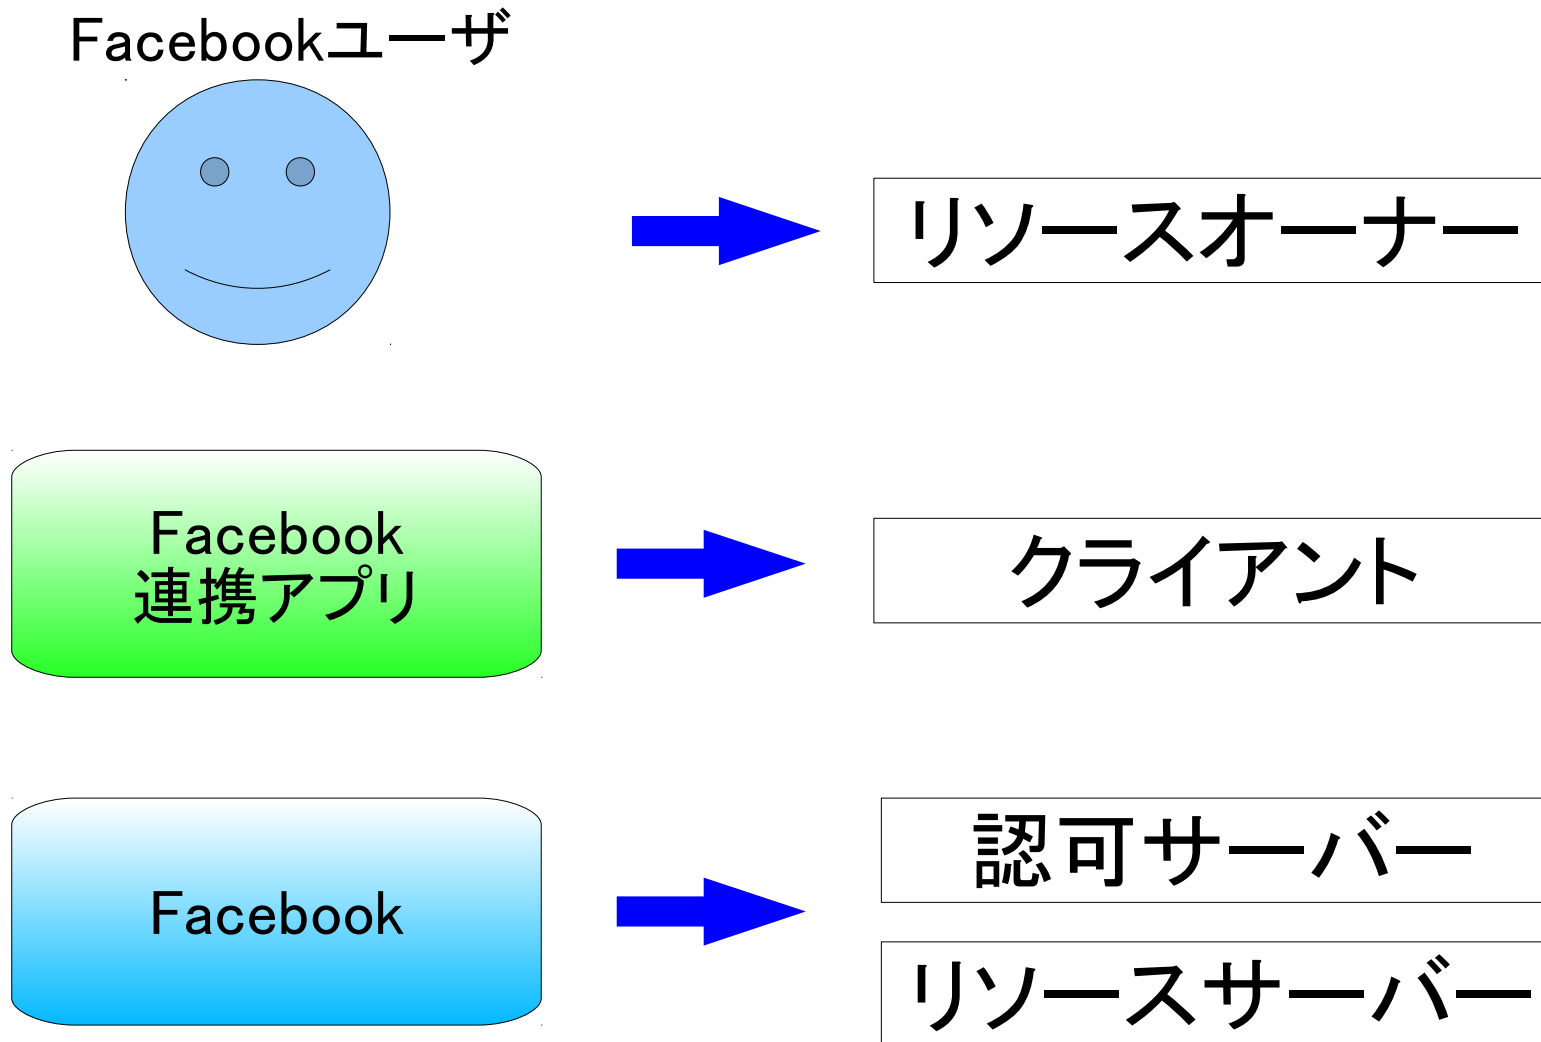 Facebookユーザ
リソースオーナー
Facebook
連携アプリ
クライアント
Facebook
認可サーバー
リソースサーバー